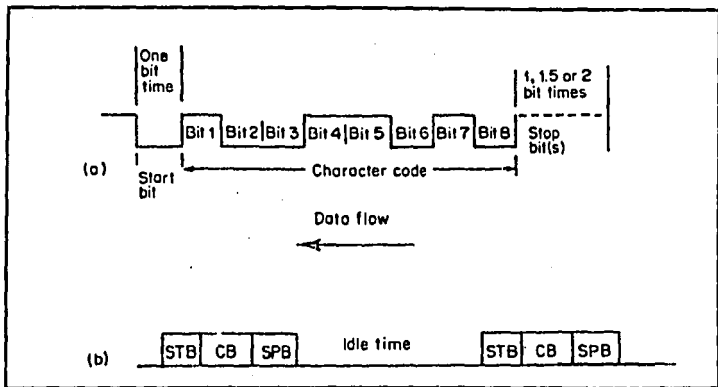 One
bit
time
t, 1.5 or 2
bit times
Bit 1 Bit 2 Bit 3 Bit 4 Bit 5 Bit 6 Bit 7 Bit 8
Stop
bit(s)
(a)
Start
bit
Character code
Data flow
(b)
STB CB SPB Idle time STB CB SPB